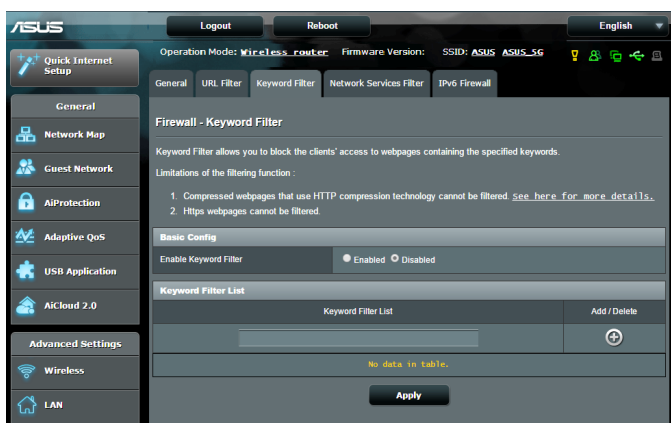 ASUS
Logout
Reboot
English
Quick Internet Setup
Operation Mode: Wireless router Firmware Version: SSID: ASUS ASUS_5G
General
URL Filter
Keyword Filter
Network Services Filter
IPv6 Firewall
General
Network Map
Guest Network
AiProtection
Adaptive QoS
USB Application
AiCloud 2.0
Advanced Settings
Wireless
LAN
Firewall - Keyword Filter
Keyword Filter allows you to block the clients' access to webpages containing the specified keywords.
Limitations of the filtering function :
1. Compressed webpages that use HTTP compression technology cannot be filtered. See here for more details.
2. Https webpages cannot be filtered.
Basic Config
Enable Keyword Filter
Enabled Disabled
Keyword Filter List
Keyword Filter List
Add / Delete
No data in table.
Apply